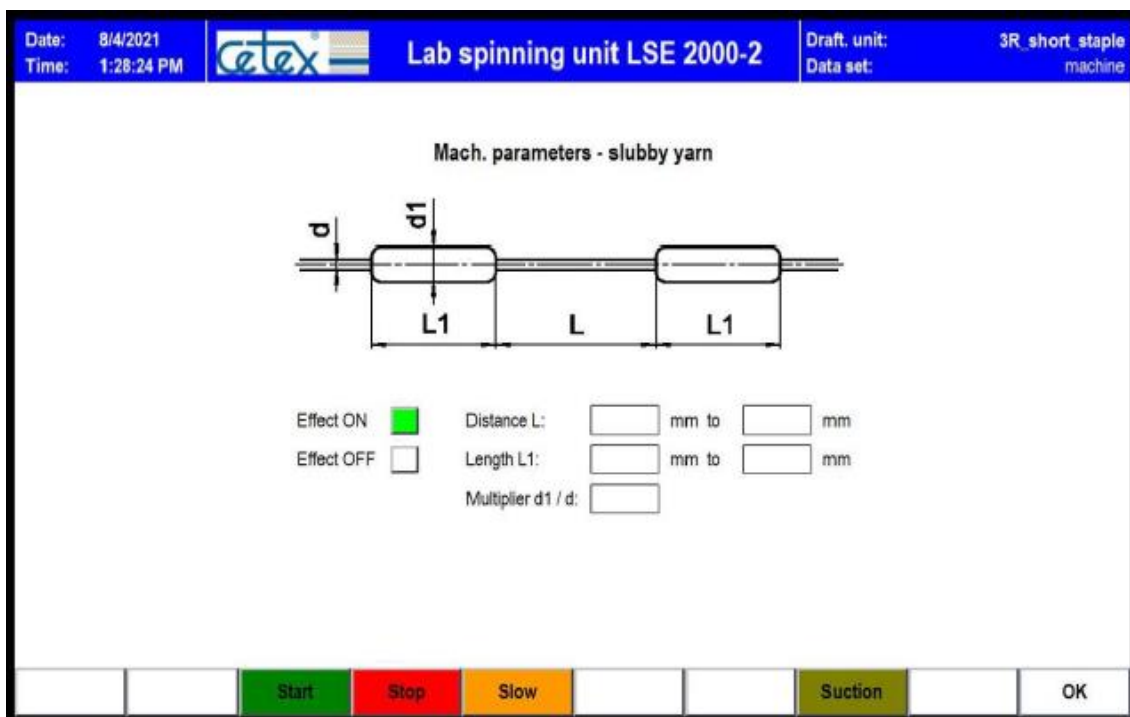 Date: 8/4/2021
Time: 1:28:24 PM
Cetex
Lab spinning unit LSE 2000-2
Draft. unit: 3R_short_staple
Data set: machine
Mach. parameters - slubby yarn
d
d1
L1 L L1
Effect ON Distance L: mm to mm
Effect OFF Length L1: mm to mm
Multiplier d1 / d:
Start Stop Slow Suction OK